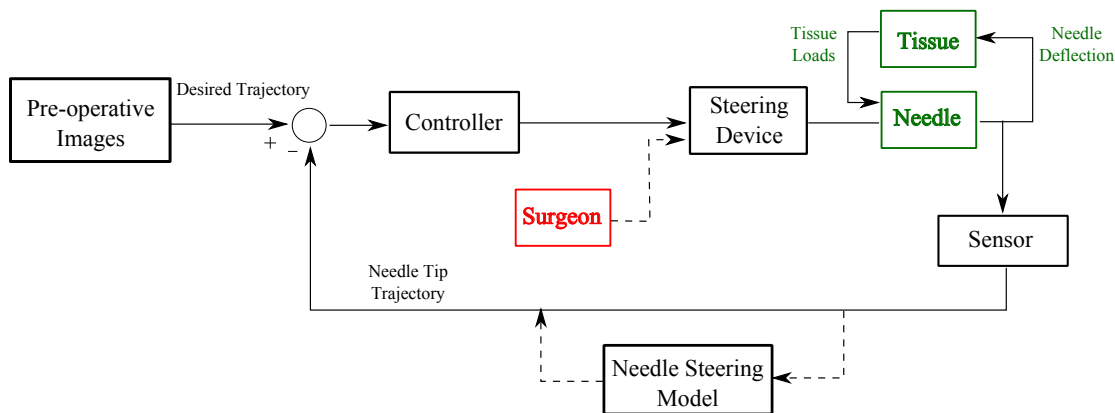 Tissue
Loads
Tissue
Needle
Deflection
Pre-operative
Images
Desired Trajectory
+
−
Controller
Steering
Device
Needle
Surgeon
Sensor
Needle Tip
Trajectory
Needle Steering
Model